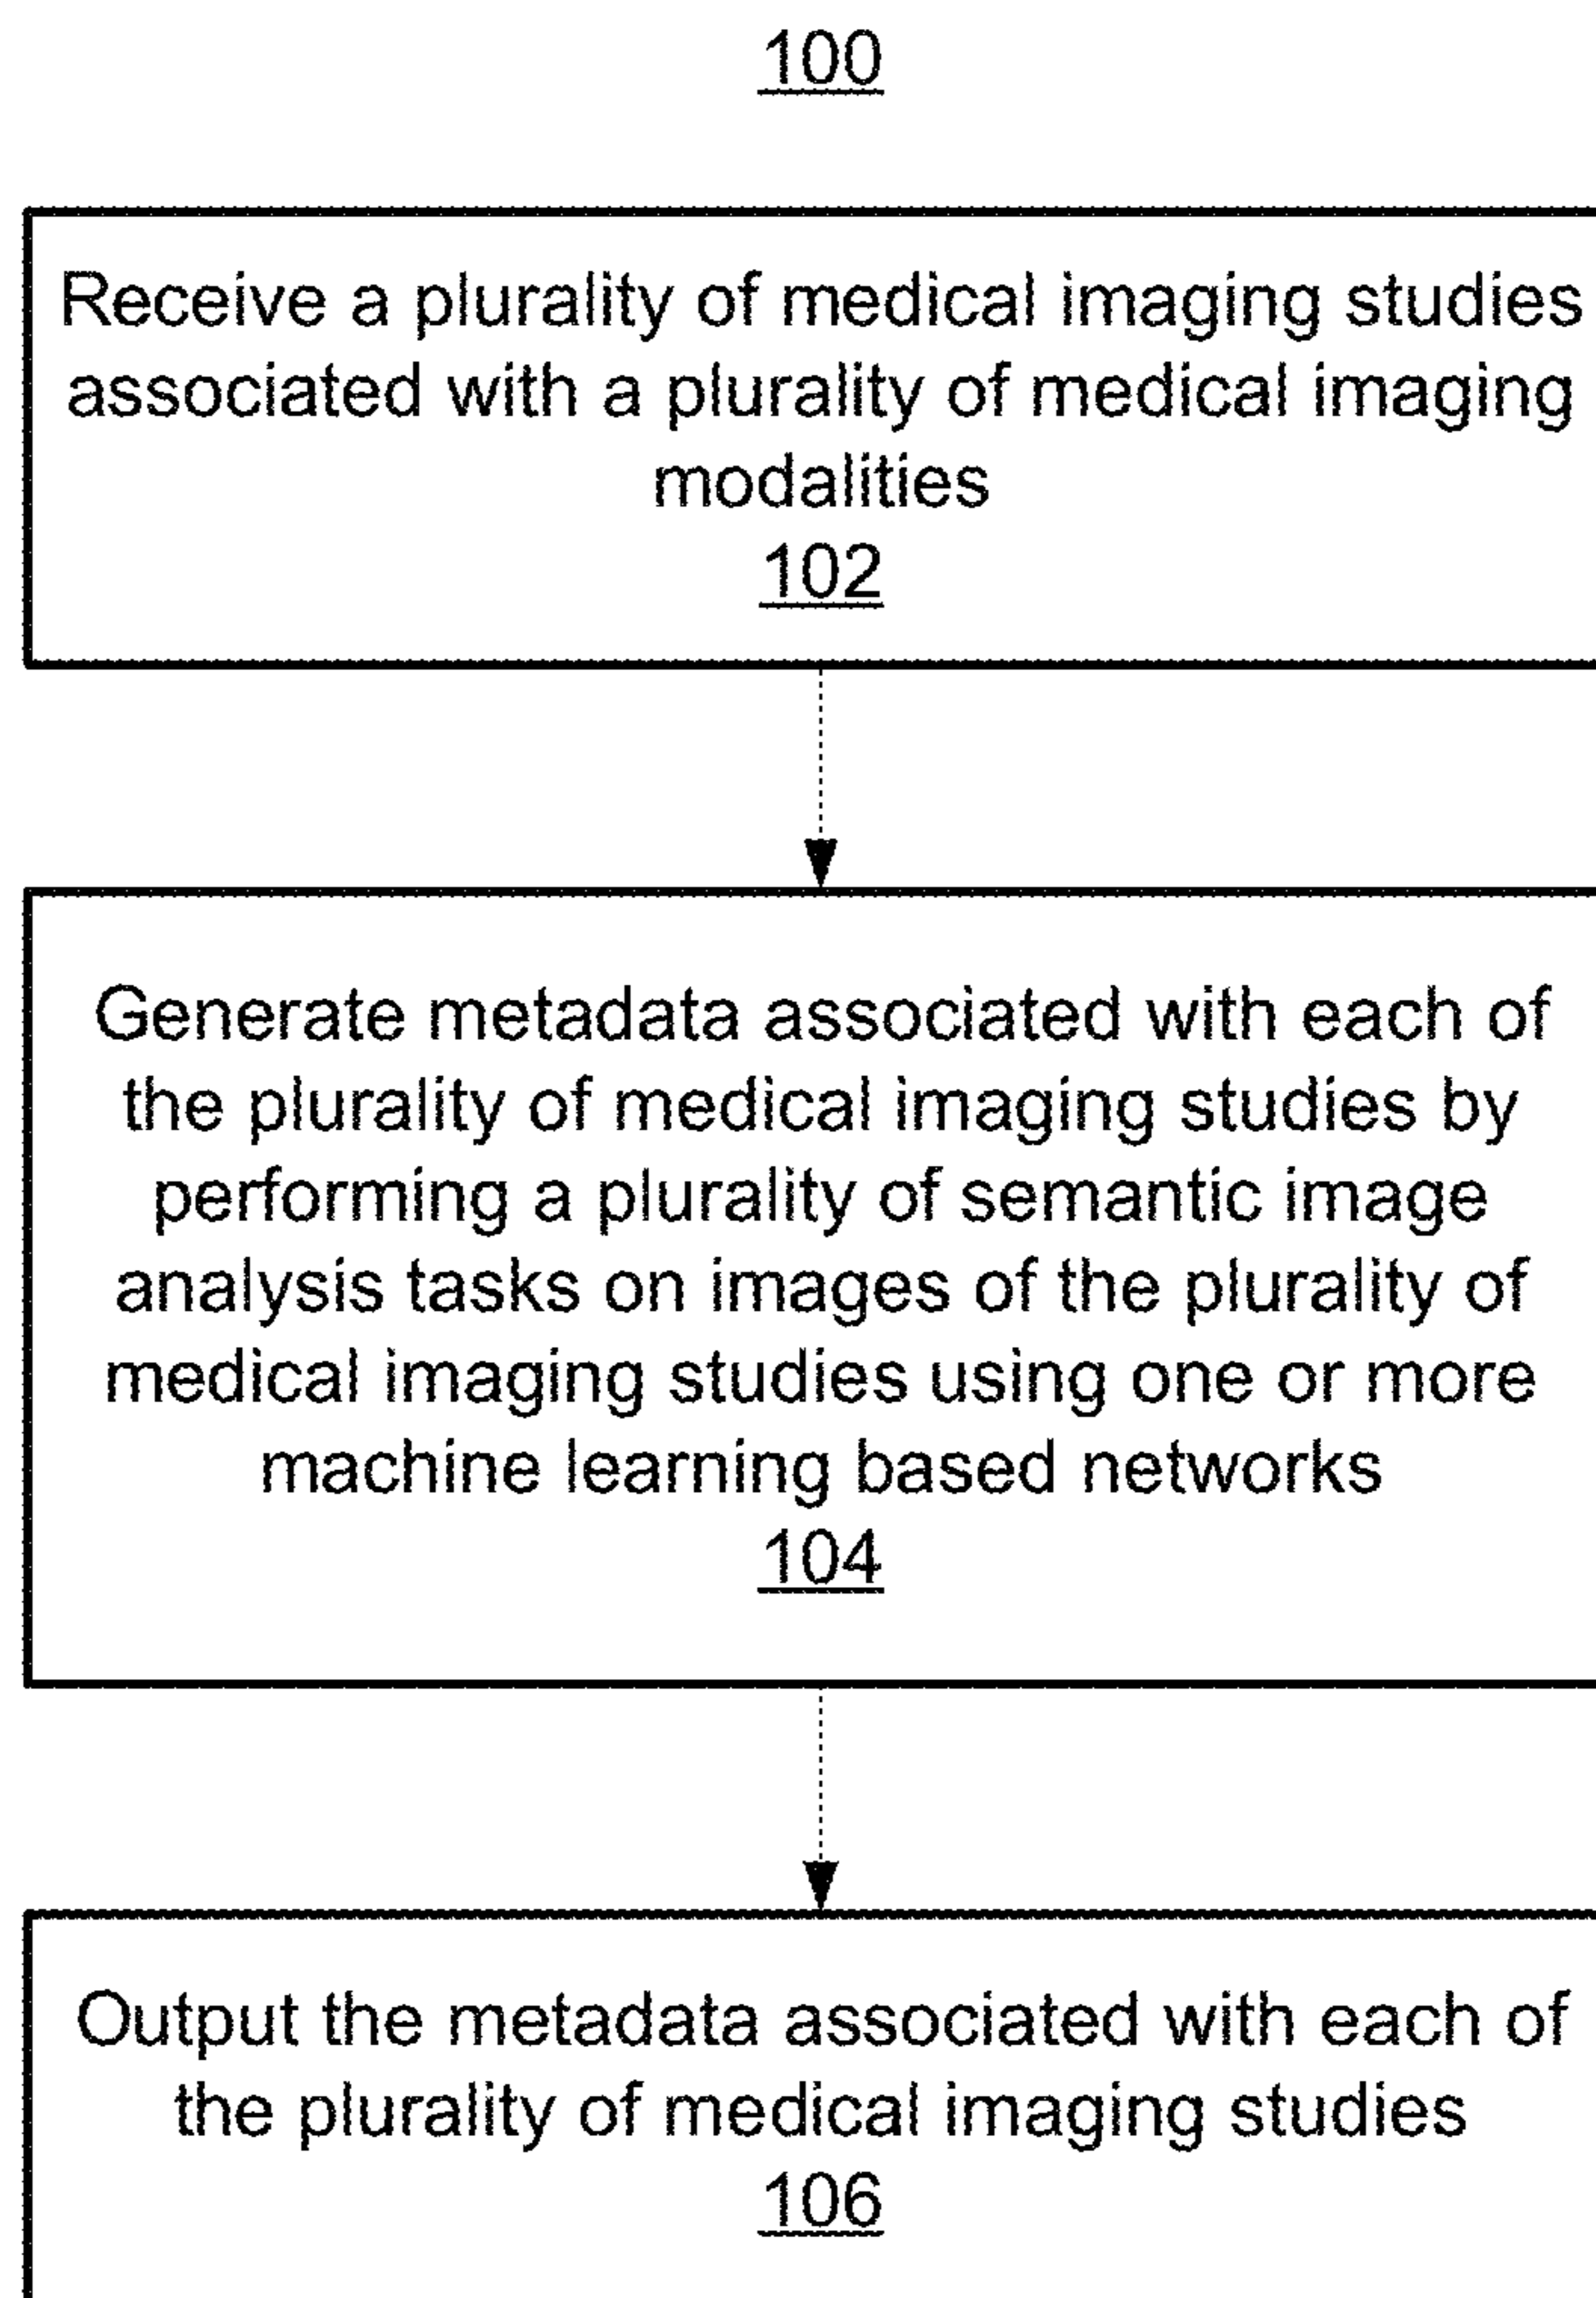 100
Receive a plurality of medical imaging studies
associated with a plurality of medical imaging
modalities
102
Generate metadata associated with each of
the plurality of medical imaging studies by
performing a plurality of semantic image
analysis tasks on images of the plurality of
medical imaging studies using one or more
machine learning based networks
104
Output the metadata associated with each of
the plurality of medical imaging studies
106